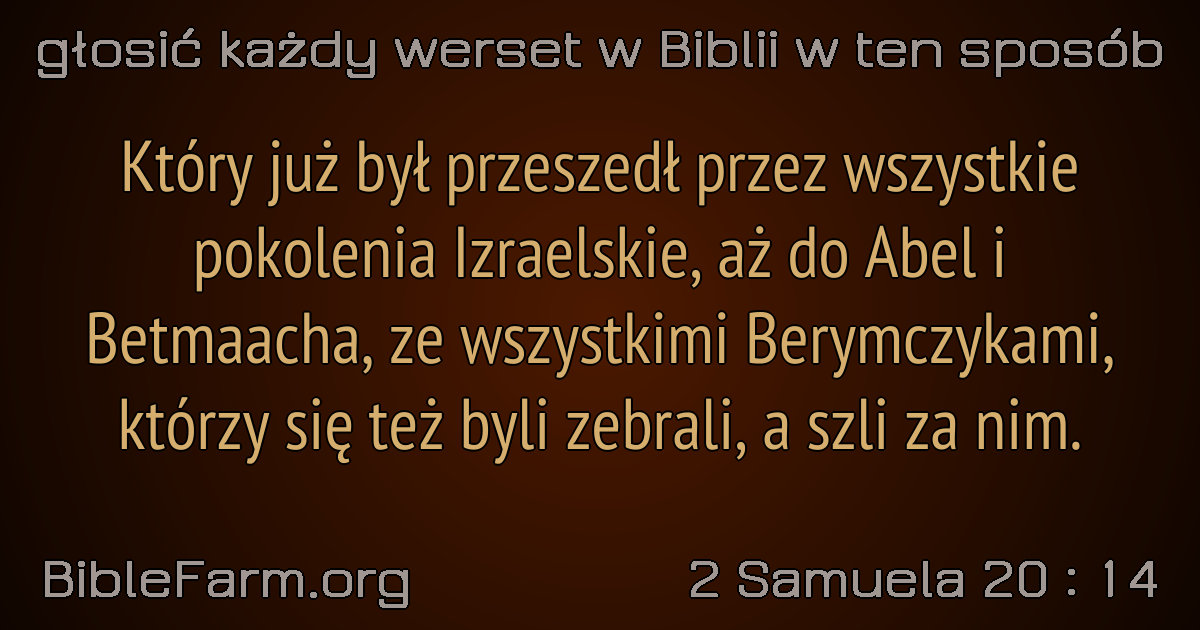 głosić każdy werset w Biblii w ten sposób
Który już był przeszedł przez wszystkie
pokolenia Izraelskie, aż do Abel i
Betmaacha, ze wszystkimi Berymczykami,
którzy się też byli zebrali, a szli za nim.
BibleFarm.org
2 Samuela 20 : 14